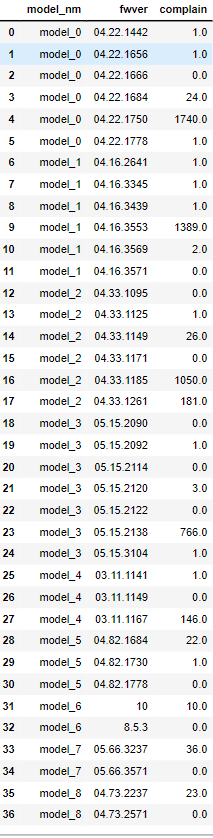 model_nm fwver complain
0 model_0 04.22.1442 1.0
1 model_0 04.22.1656 1.0
2 model_0 04.22.1666 0.0
3 model_0 04.22.1684 24.0
4 model_0 04.22.1750 1740.0
5 model_0 04.22.1778 1.0
6 model_1 04.16.2641 1.0
7 model_1 04.16.3345 1.0
8 model_1 04.16.3439 1.0
9 model_1 04.16.3553 1389.0
10 model_1 04.16.3569 2.0
11 model_1 04.16.3571 0.0
12 model_2 04.33.1095 0.0
13 model_2 04.33.1125 1.0
14 model_2 04.33.1149 26.0
15 model_2 04.33.1171 0.0
16 model_2 04.33.1185 1050.0
17 model_2 04.33.1261 181.0
18 model_3 05.15.2090 0.0
19 model_3 05.15.2092 1.0
20 model_3 05.15.2114 0.0
21 model_3 05.15.2120 3.0
22 model_3 05.15.2122 0.0
23 model_3 05.15.2138 766.0
24 model_3 05.15.3104 1.0
25 model_4 03.11.1141 1.0
26 model_4 03.11.1149 0.0
27 model_4 03.11.1167 146.0
28 model_5 04.82.1684 22.0
29 model_5 04.82.1730 1.0
30 model_5 04.82.1778 0.0
31 model_6 10 10.0
32 model_6 8.5.3 0.0
33 model_7 05.66.3237 36.0
34 model_7 05.66.3571 0.0
35 model_8 04.73.2237 23.0
36 model_8 04.73.2571 0.0